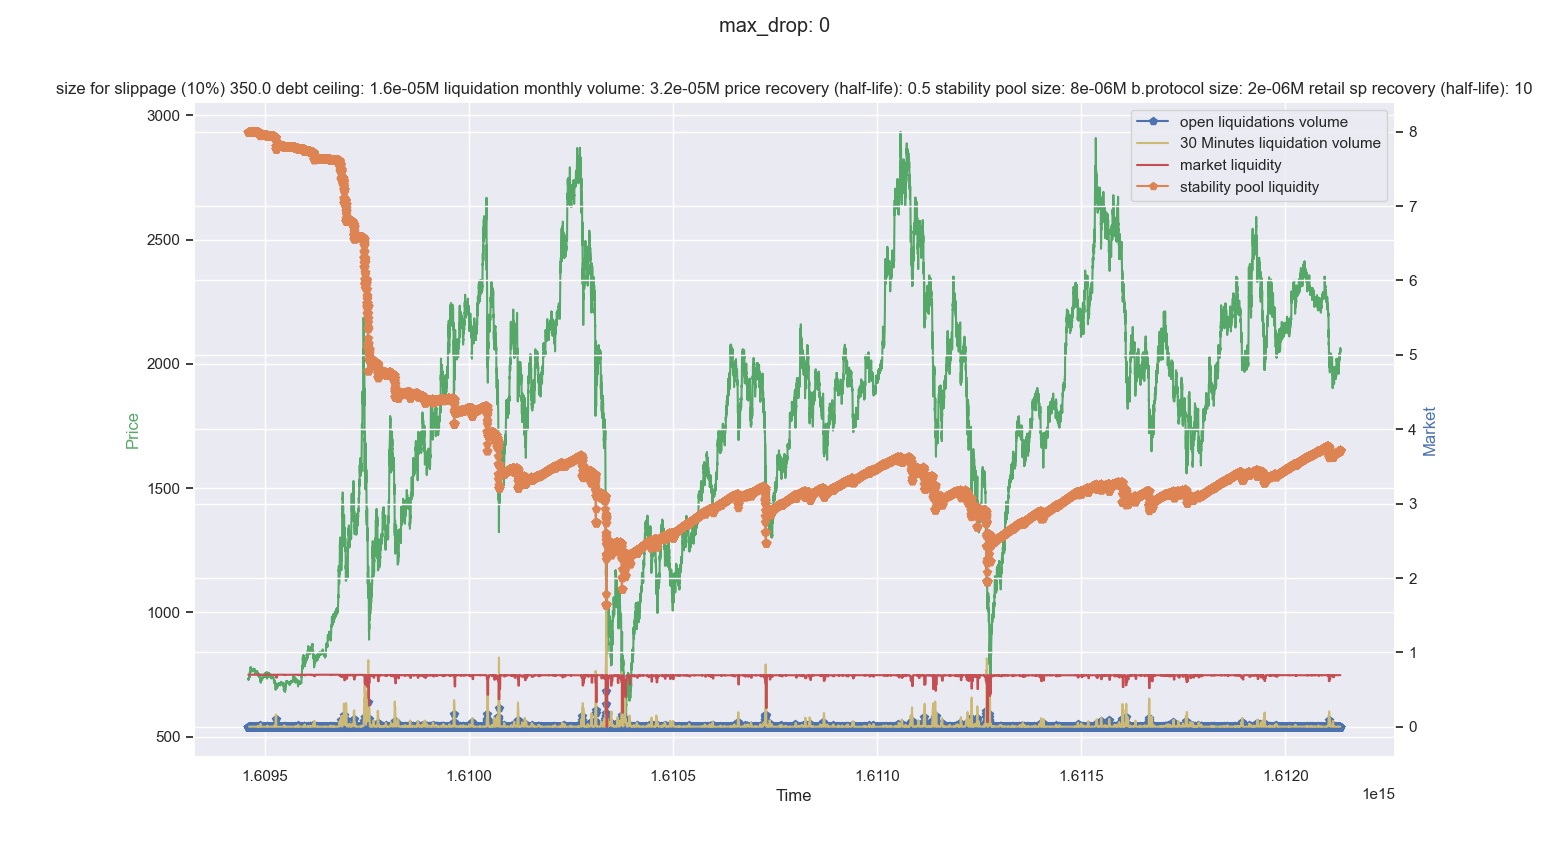 max_drop: 0
size for slippage (10%) 350.0 debt ceiling: 1.6e-05M liquidation monthly volume: 3.2e-05M price recovery (half-life): 0.5 stability pool size: 8e-06M b.protocol size: 2e-06M retail sp recovery (half-life): 10
open liquidations volume
30 Minutes liquidation volume
market liquidity
stability pool liquidity
3000
2500
2000
1500
1000
500
Price
8
7
6
5
4
3
2
1
0
Market
1.6095 1.6100 1.6105 1.6110 1.6115 1.6120
Time
1e15